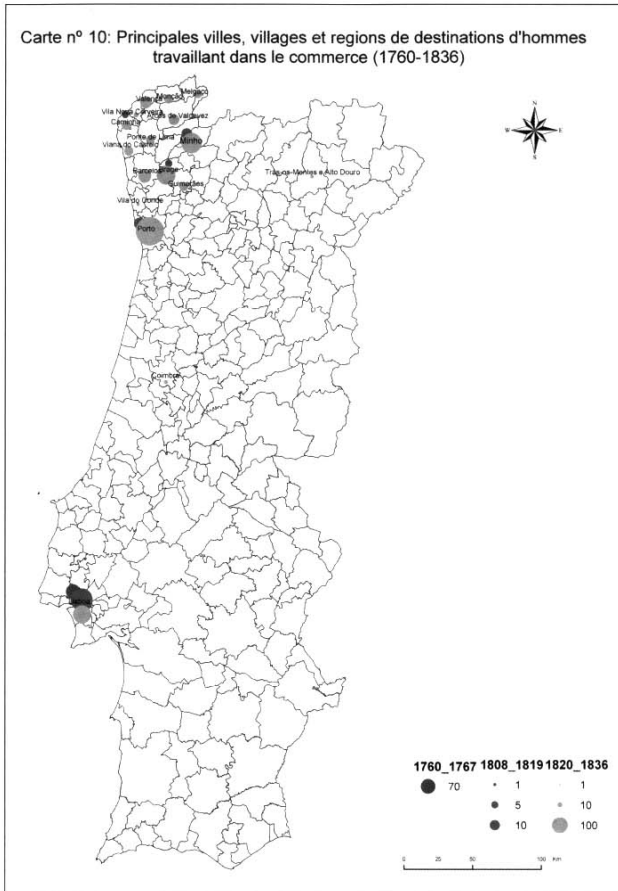 Carte nº 10: Principales villes, villages et regions de destinations d'hommes
travaillant dans le commerce (1760-1836)
Melgaço
Monção
Valença
Vila Nova Cerveira
Arcos de Valdevez
Caminha
Ponte de Lima
Minho
Viana do Castelo
Barcelos
Braga
Guimarães
Trás-os-Montes e Alto Douro
Vila do Conde
Porto
Coimbra
N
W E
S
1760_1767 1808_1819 1820_1836
70 1 1
5 10
10 100
0 25 50 100